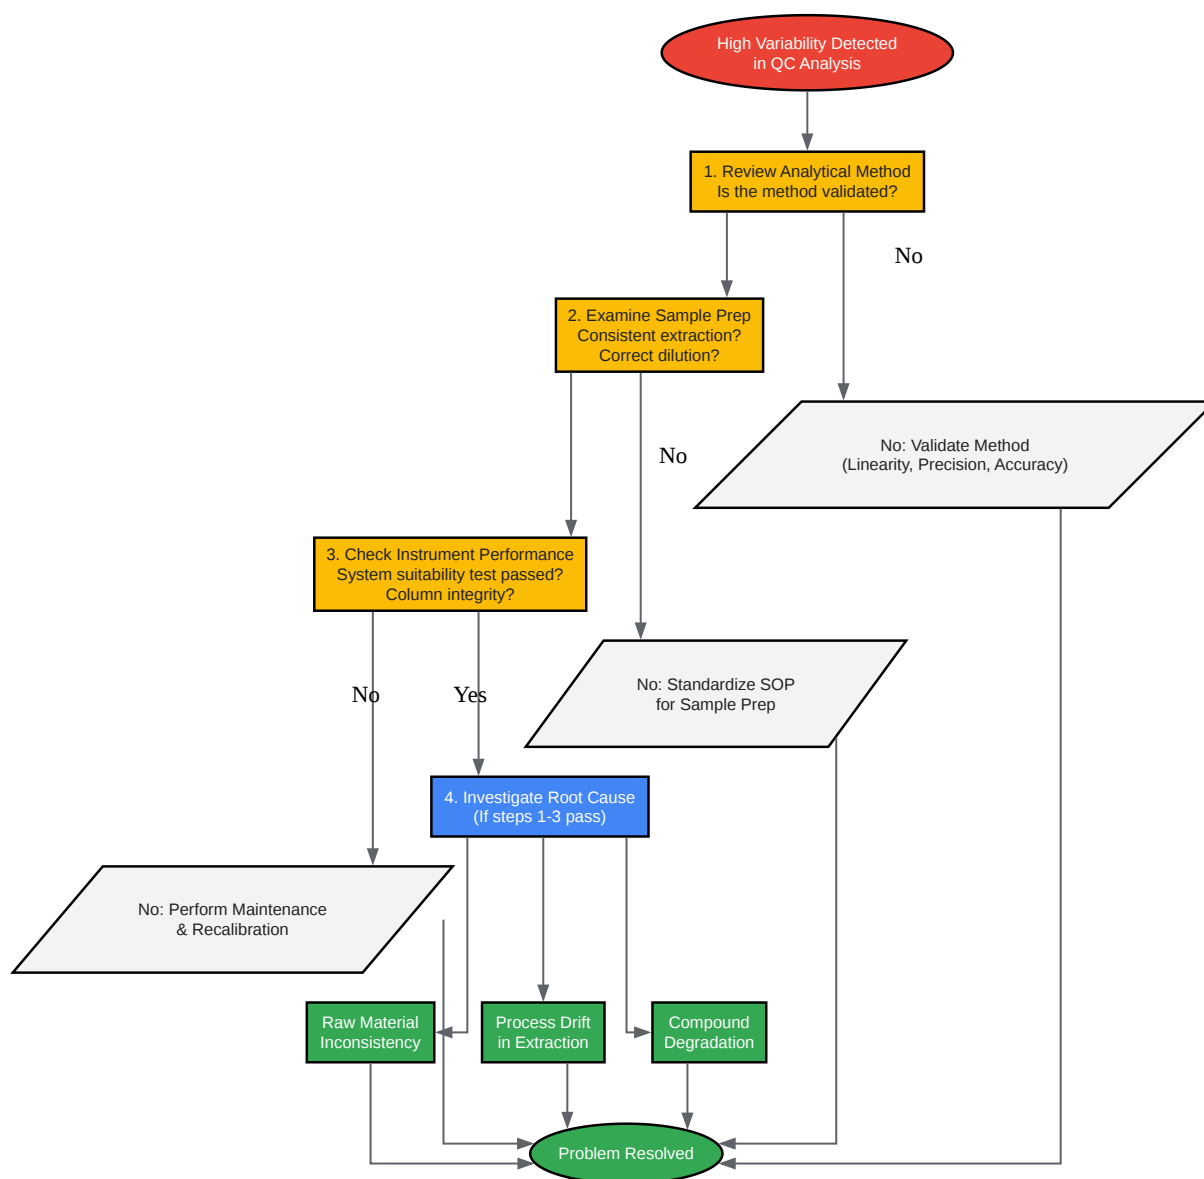 High Variability Detected
in QC Analysis
1. Review Analytical Method
Is the method validated?
No
2. Examine Sample Prep
Consistent extraction?
Correct dilution?
No: Validate Method
(Linearity, Precision, Accuracy)
No
3. Check Instrument Performance
System suitability test passed?
Column integrity?
No
Yes
No: Standardize SOP
for Sample Prep
4. Investigate Root Cause
(If steps 1-3 pass)
No: Perform Maintenance
& Recalibration
Raw Material
Inconsistency
Process Drift
in Extraction
Compound
Degradation
Problem Resolved